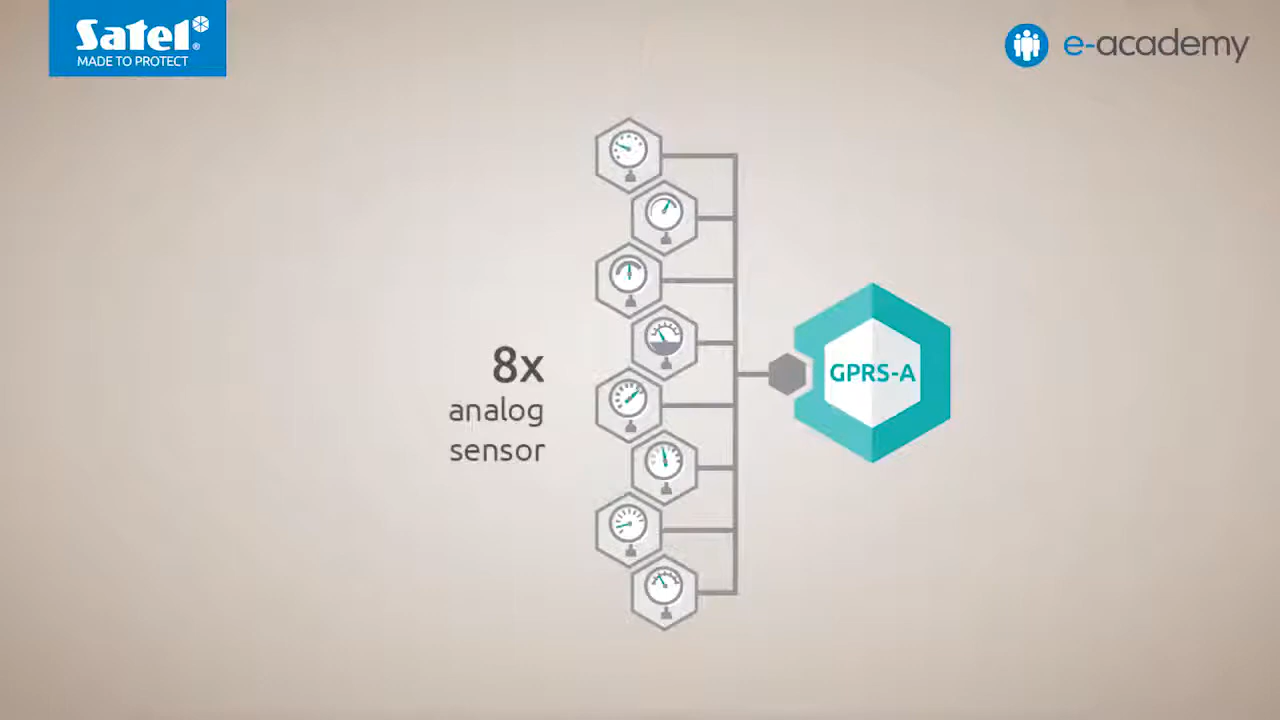 Satel®
MADE TO PROTECT
e-academy
8x
analog
sensor
GPRS-A